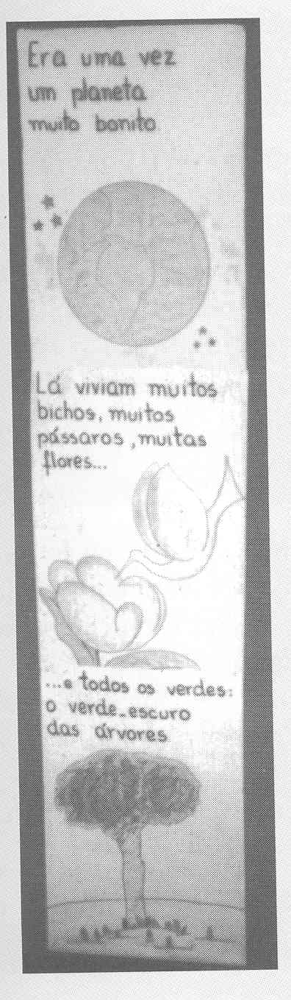 Era uma vez
um planeta
muito bonito.
Lá viviam muitos
bichos, muitos
pássaros, muitas
flores...
...e todos os verdes:
o verde-escuro
das árvores